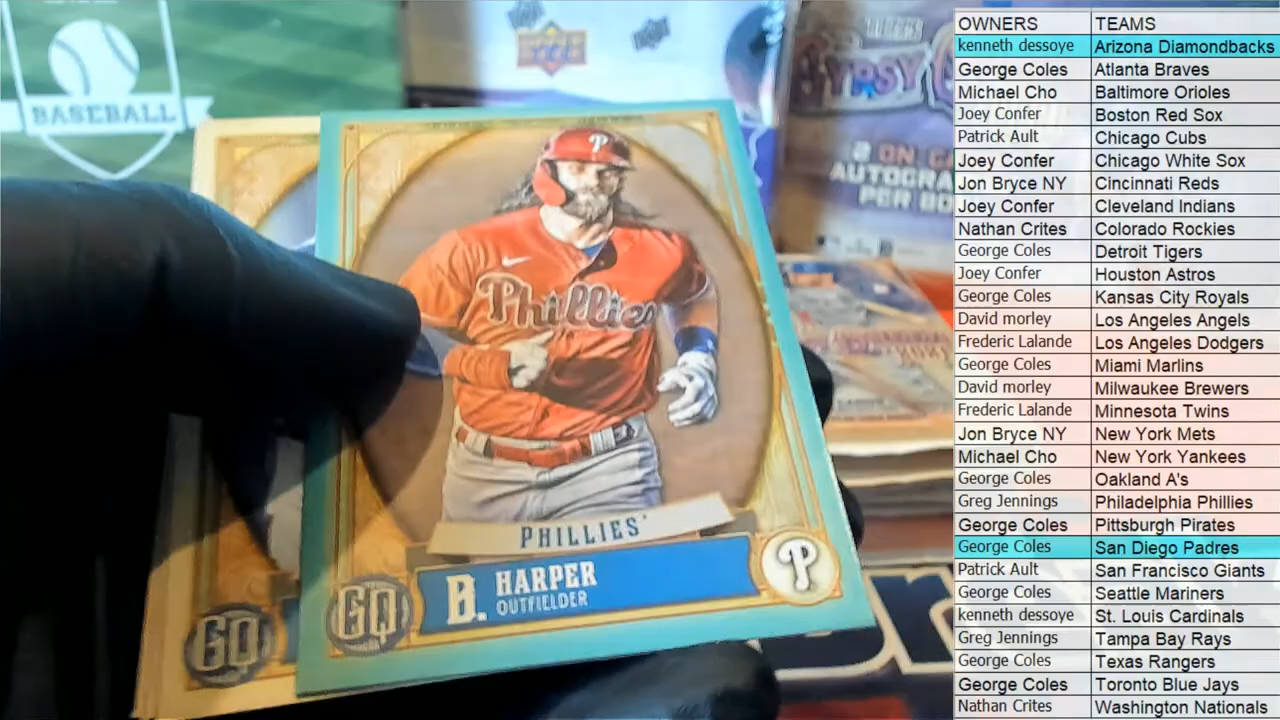 BASEBALL
GYPSY
2 ON-CA
AUTOGRA
PER BO
P
Phillies
PHILLIES
B. HARPER
OUTFIELDER
P
GQ
GQ
OWNERS TEAMS
kenneth dessoye Arizona Diamondbacks
George Coles Atlanta Braves
Michael Cho Baltimore Orioles
Joey Confer Boston Red Sox
Patrick Ault Chicago Cubs
Joey Confer Chicago White Sox
Jon Bryce NY Cincinnati Reds
Joey Confer Cleveland Indians
Nathan Crites Colorado Rockies
George Coles Detroit Tigers
Joey Confer Houston Astros
George Coles Kansas City Royals
David morley Los Angeles Angels
Frederic Lalande Los Angeles Dodgers
George Coles Miami Marlins
David morley Milwaukee Brewers
Frederic Lalande Minnesota Twins
Jon Bryce NY New York Mets
Michael Cho New York Yankees
George Coles Oakland A's
Greg Jennings Philadelphia Phillies
George Coles Pittsburgh Pirates
George Coles San Diego Padres
Patrick Ault San Francisco Giants
George Coles Seattle Mariners
kenneth dessoye St. Louis Cardinals
Greg Jennings Tampa Bay Rays
George Coles Texas Rangers
George Coles Toronto Blue Jays
Nathan Crites Washington Nationals